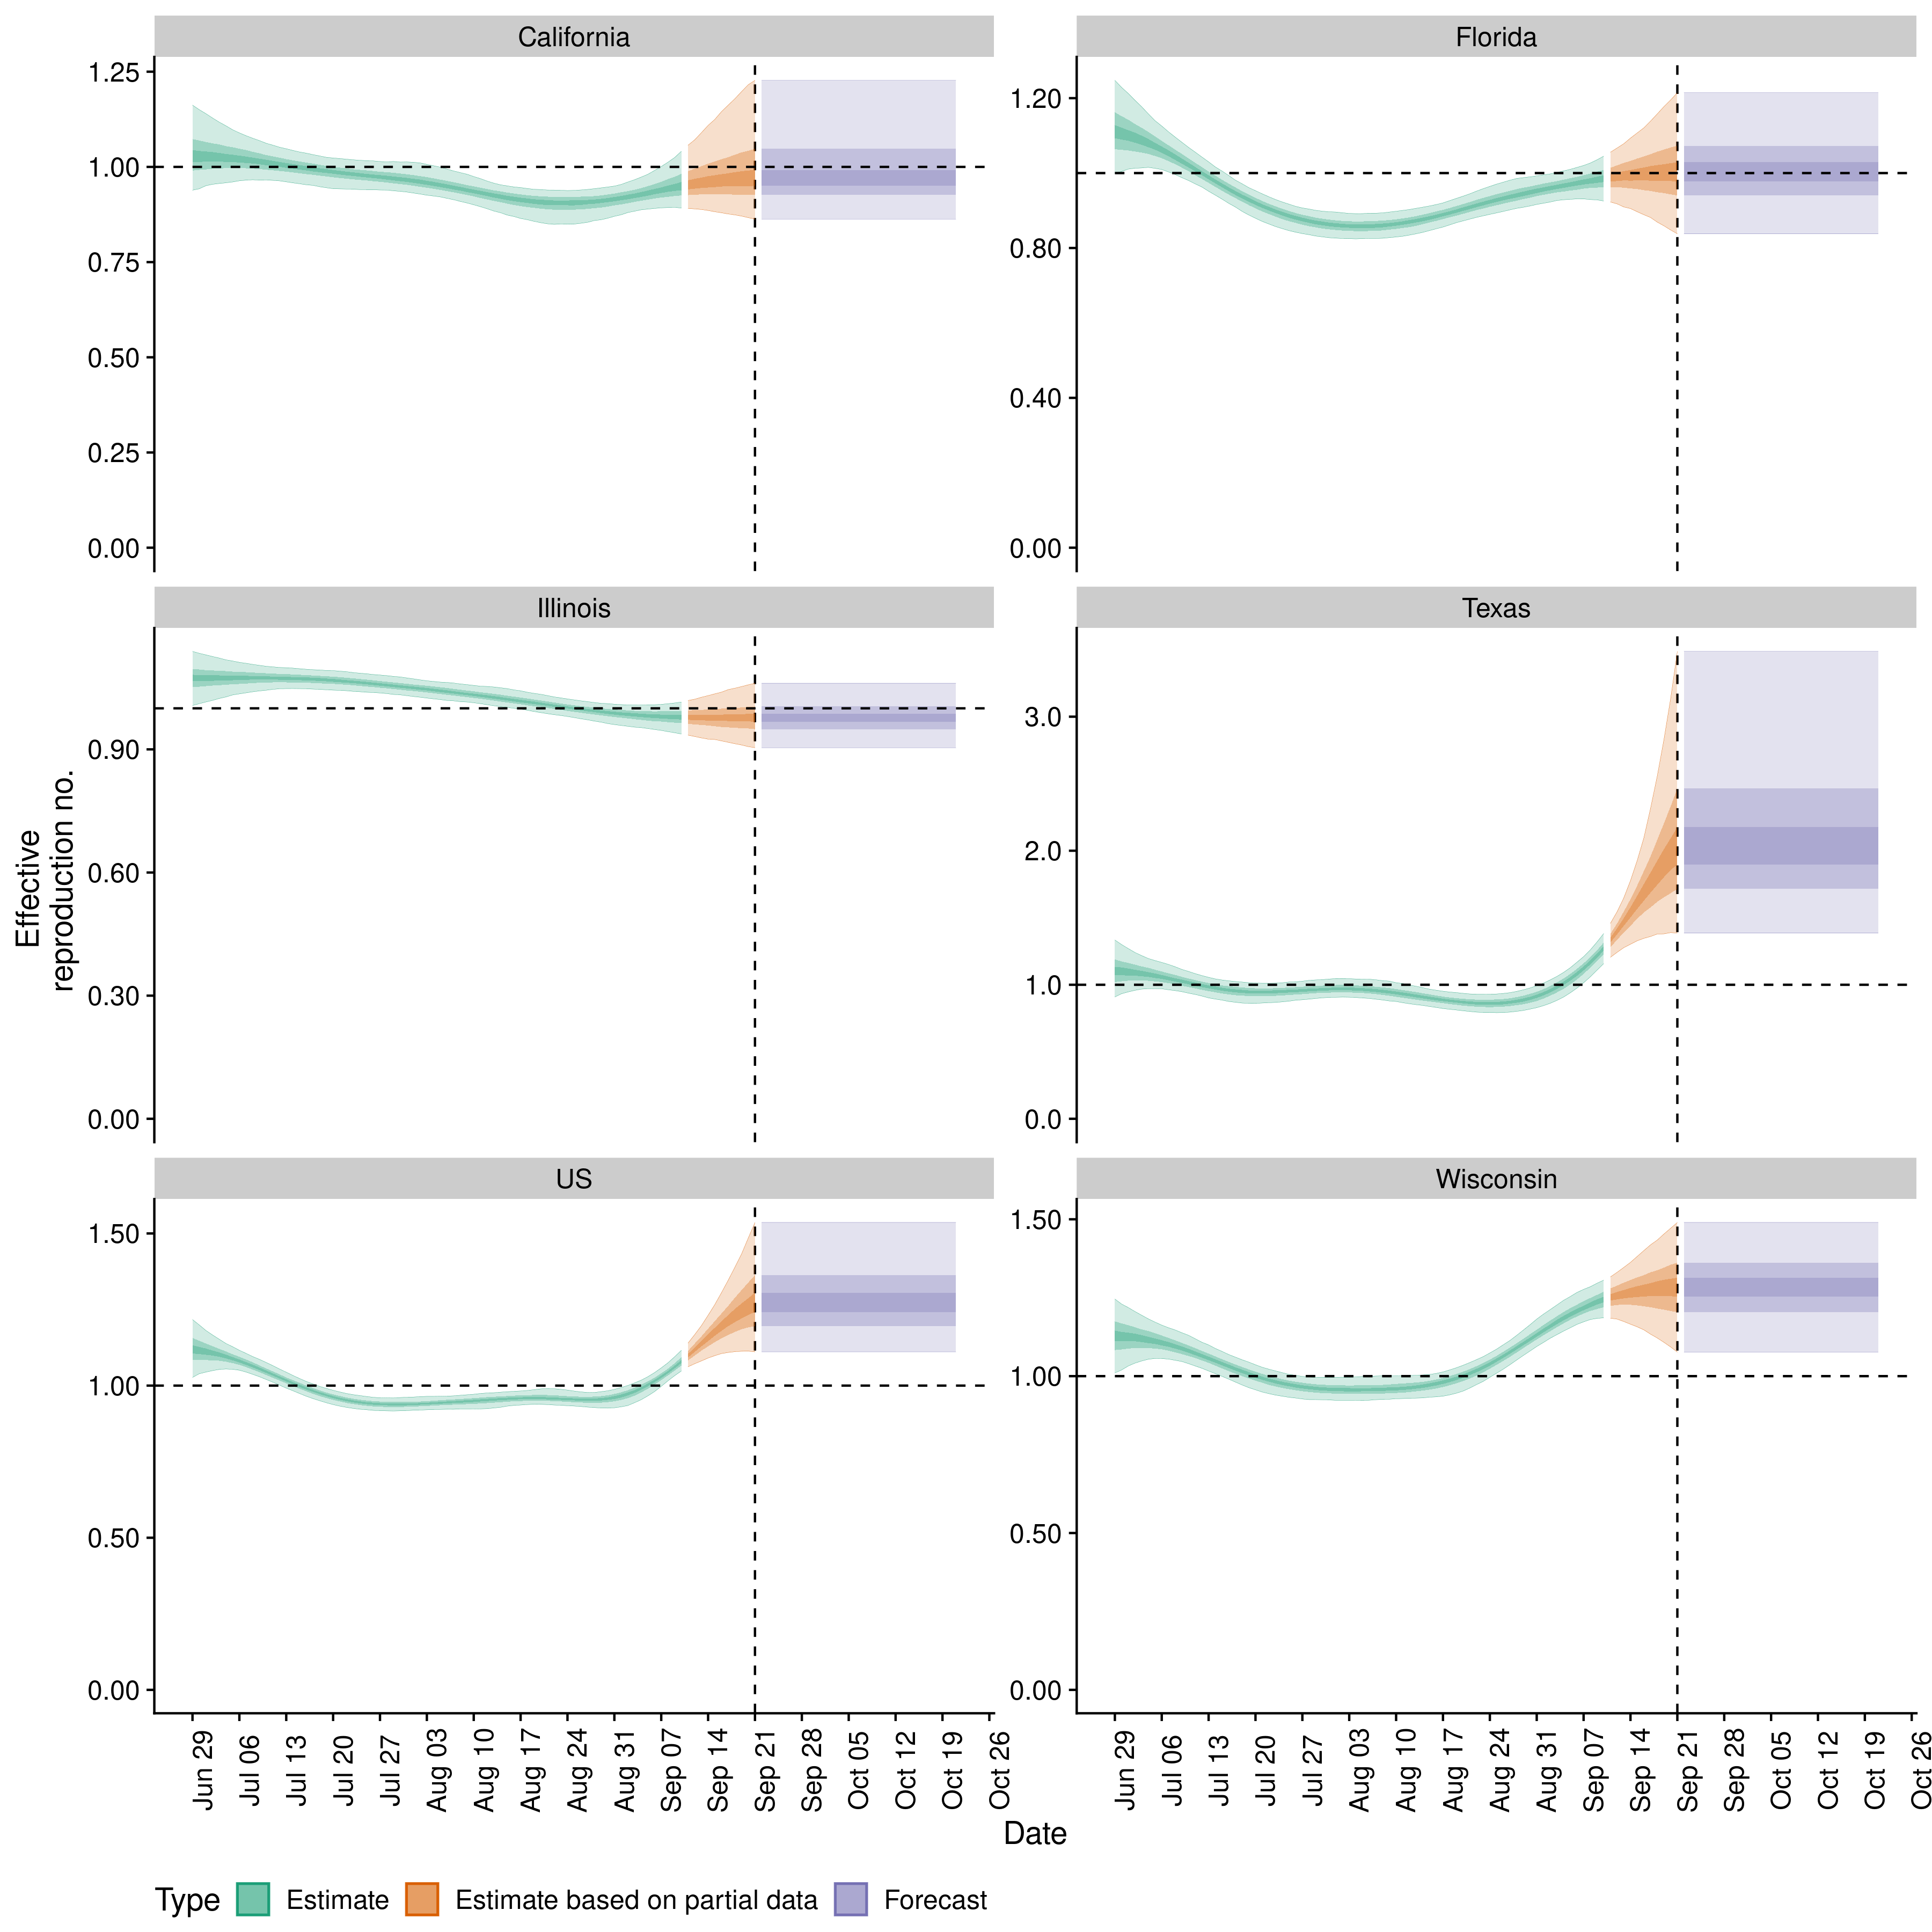 California
Florida
1.25
1.00
0.75
0.50
0.25
0.00
1.20
0.80
0.40
0.00
Illinois
Texas
0.90
0.60
0.30
0.00
3.0
2.0
1.0
0.0
US
Wisconsin
1.50
1.00
0.50
0.00
1.50
1.00
0.50
0.00
Effective
reproduction no.
Jun 29
Jul 06
Jul 13
Jul 20
Jul 27
Aug 03
Aug 10
Aug 17
Aug 24
Aug 31
Sep 07
Sep 14
Sep 21
Sep 28
Oct 05
Oct 12
Oct 19
Oct 26
Jun 29
Jul 06
Jul 13
Jul 20
Jul 27
Aug 03
Aug 10
Aug 17
Aug 24
Aug 31
Sep 07
Sep 14
Sep 21
Sep 28
Oct 05
Oct 12
Oct 19
Oct 26
Date
Type Estimate Estimate based on partial data Forecast